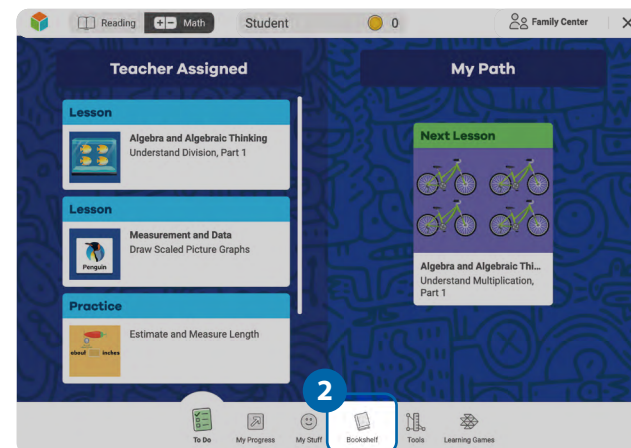 Reading
Math
Student
0
Family Center
Teacher Assigned
My Path
Lesson
Algebra and Algebraic Thinking
Understand Division, Part 1
Lesson
Measurement and Data
Draw Scaled Picture Graphs
Penguin
Practice
Estimate and Measure Length
about inches
Next Lesson
Algebra and Algebraic Thi...
Understand Multiplication,
Part 1
2
To Do
My Progress
My Stuff
Bookshelf
Tools
Learning Games